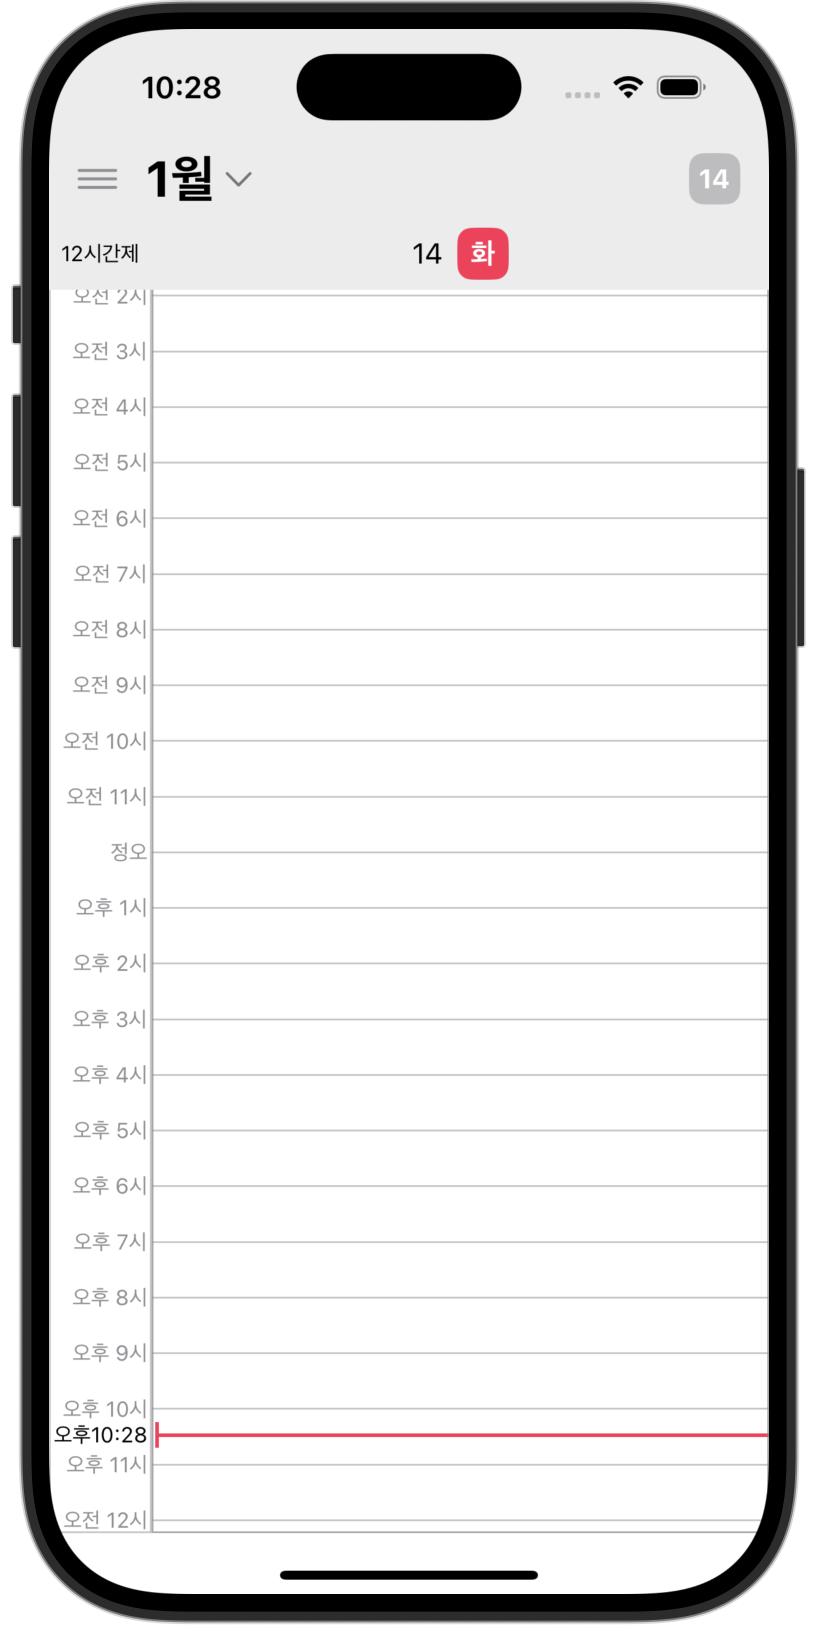 10:28
1월
14
12시간제
14 화
오전 2시
오전 3시
오전 4시
오전 5시
오전 6시
오전 7시
오전 8시
오전 9시
오전 10시
오전 11시
정오
오후 1시
오후 2시
오후 3시
오후 4시
오후 5시
오후 6시
오후 7시
오후 8시
오후 9시
오후 10시
오후10:28
오후 11시
오전 12시